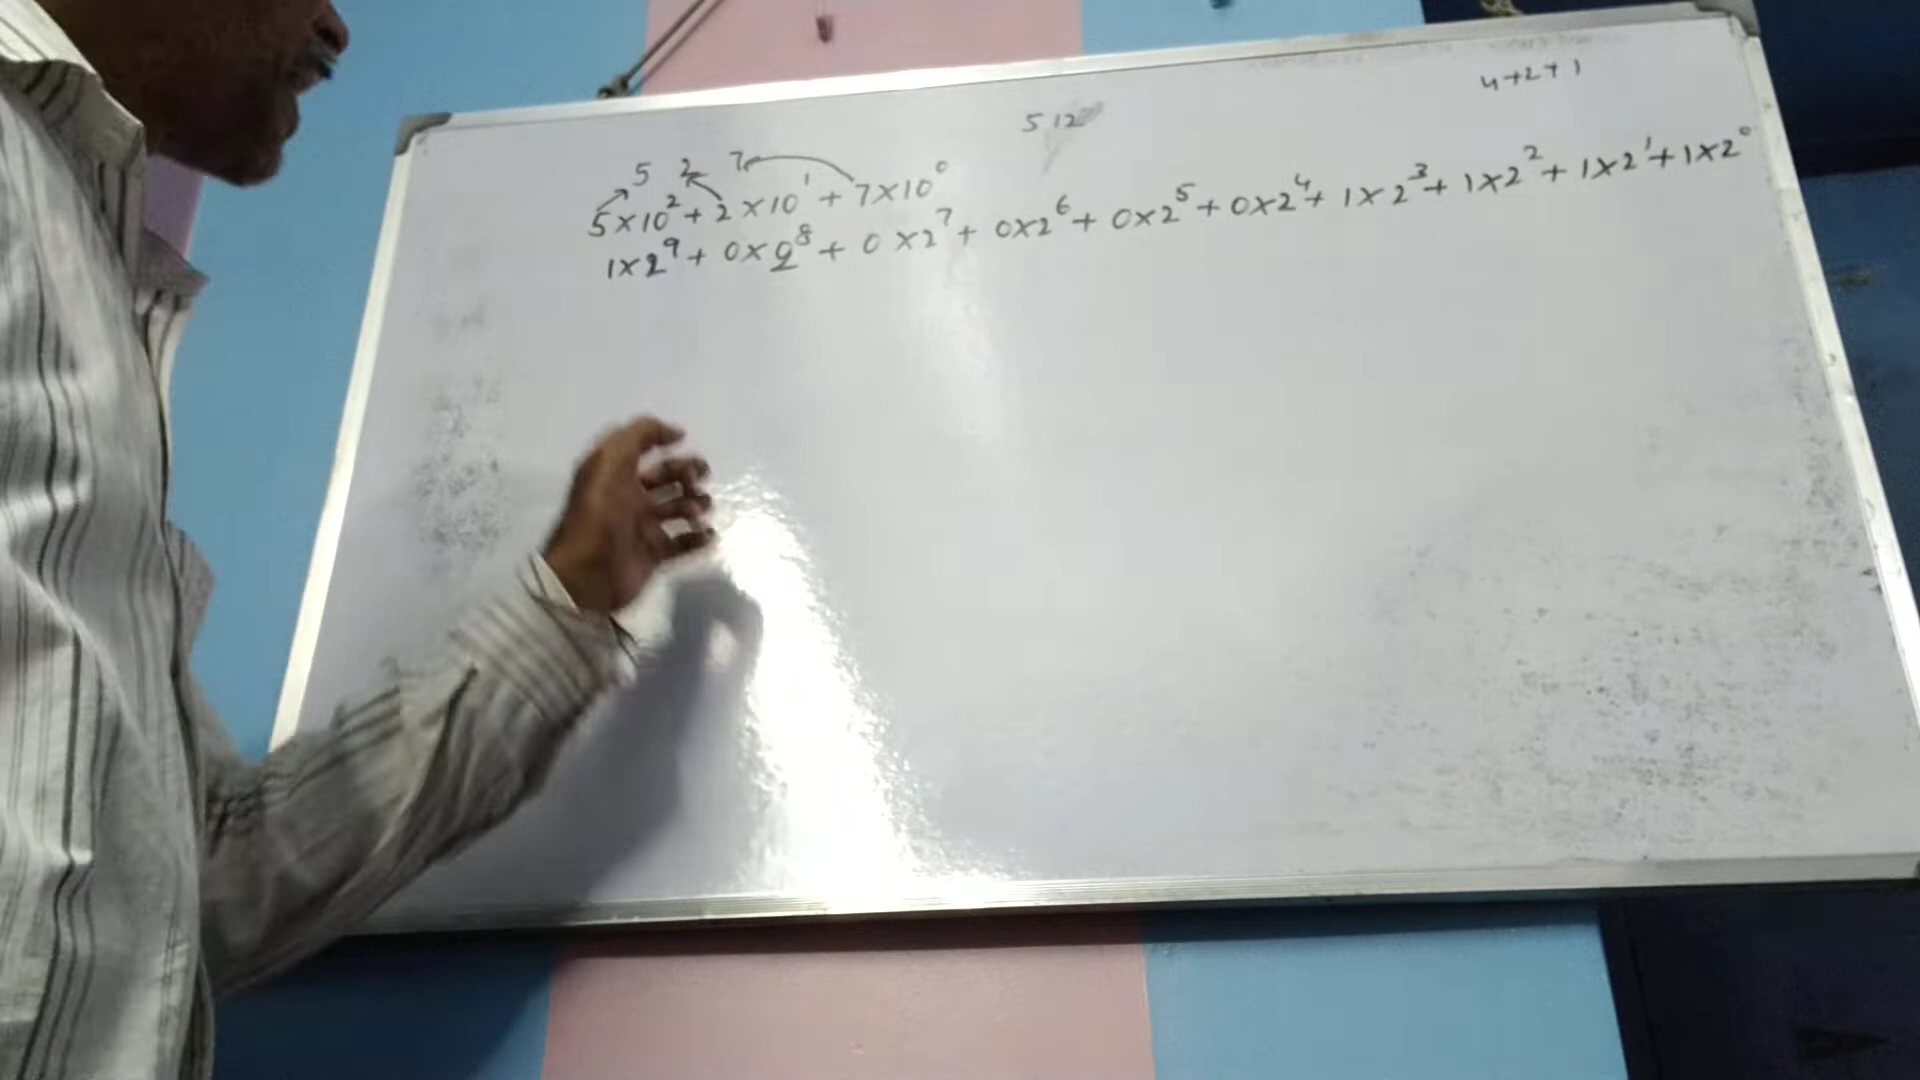 4+2+1
512
5 2 7
5×10² + 2×10¹ + 7×10⁰
1×2⁹ + 0×2⁸ + 0×2⁷ + 0×2⁶ + 0×2⁵ + 0×2⁴ + 1×2³ + 1×2² + 1×2¹ + 1×2⁰